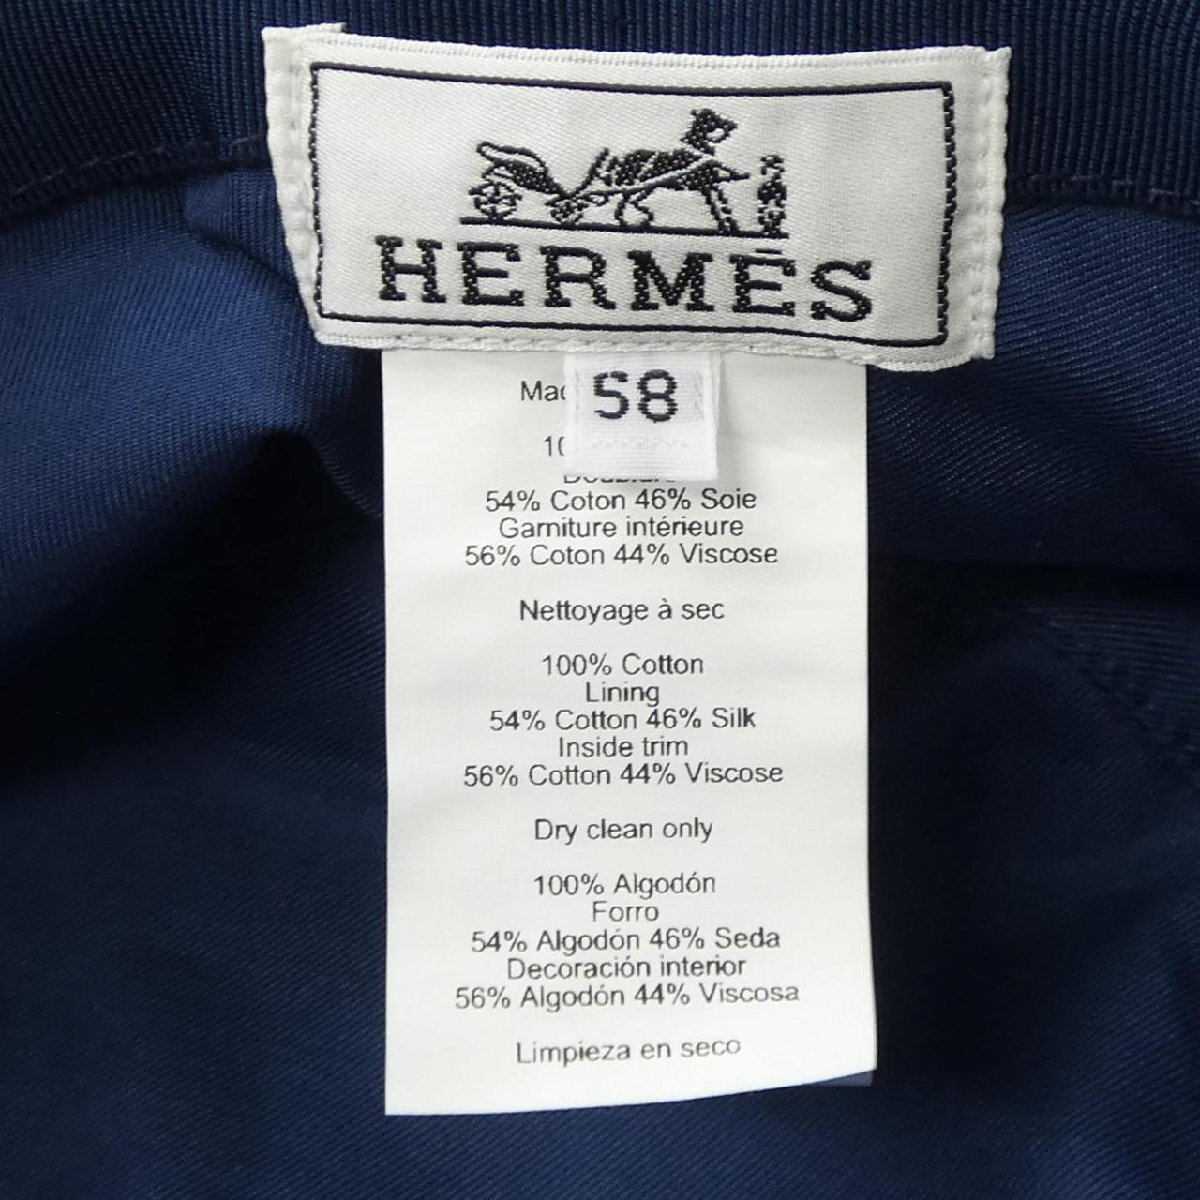 HERMÈS
58
54% Coton 46% Soie
Garniture intérieure
56% Coton 44% Viscose
Nettoyage à sec
100% Cotton
Lining
54% Cotton 46% Silk
Inside trim
56% Cotton 44% Viscose
Dry clean only
100% Algodón
Forro
54% Algodón 46% Seda
Decoración interior
56% Algodón 44% Viscosa
Limpieza en seco